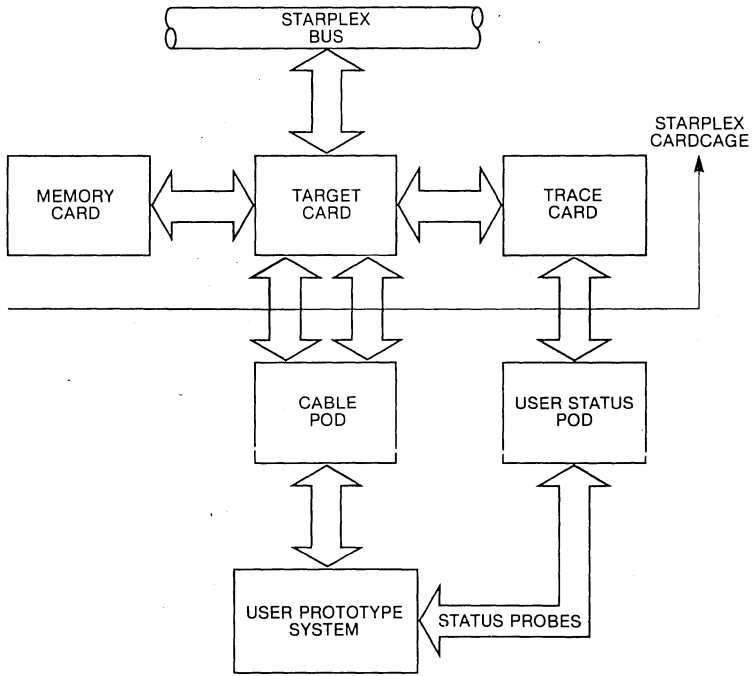 STARPLEX
BUS
STARPLEX
CARDCAGE
MEMORY
CARD
TARGET
CARD
TRACE
CARD
CABLE
POD
USER STATUS
POD
USER PROTOTYPE
SYSTEM
STATUS PROBES